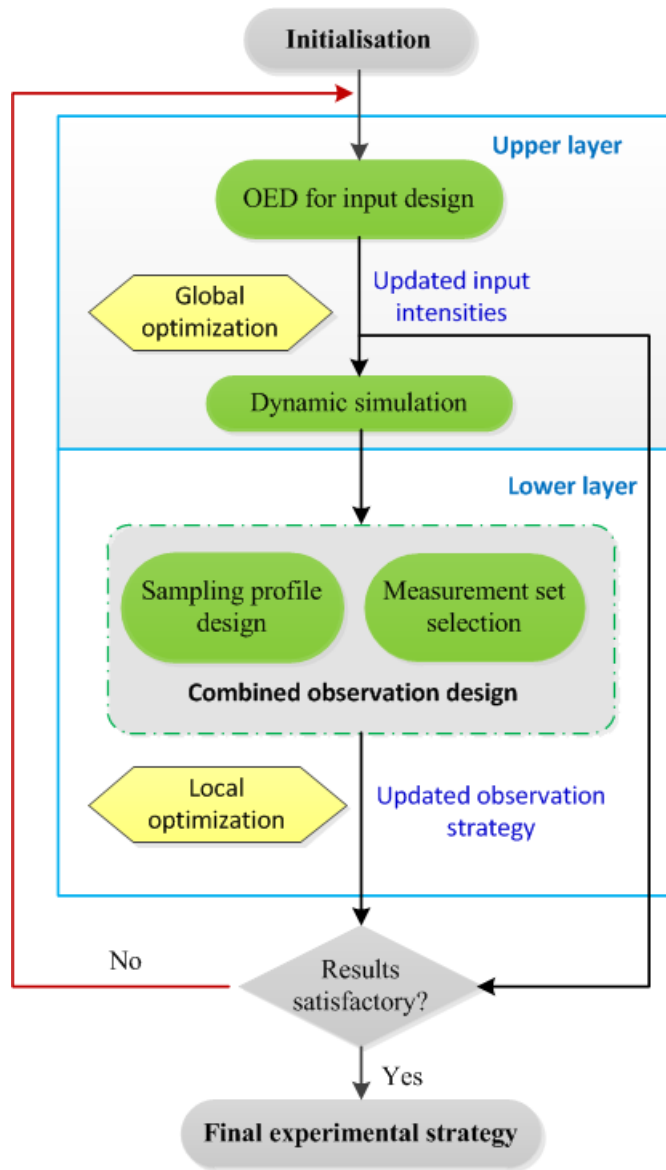 Initialisation
Upper layer
OED for input design
Updated input
intensities
Global
optimization
Dynamic simulation
Lower layer
Sampling profile
design
Measurement set
selection
Combined observation design
Local
optimization
Updated observation
strategy
No
Results
satisfactory?
Yes
Final experimental strategy